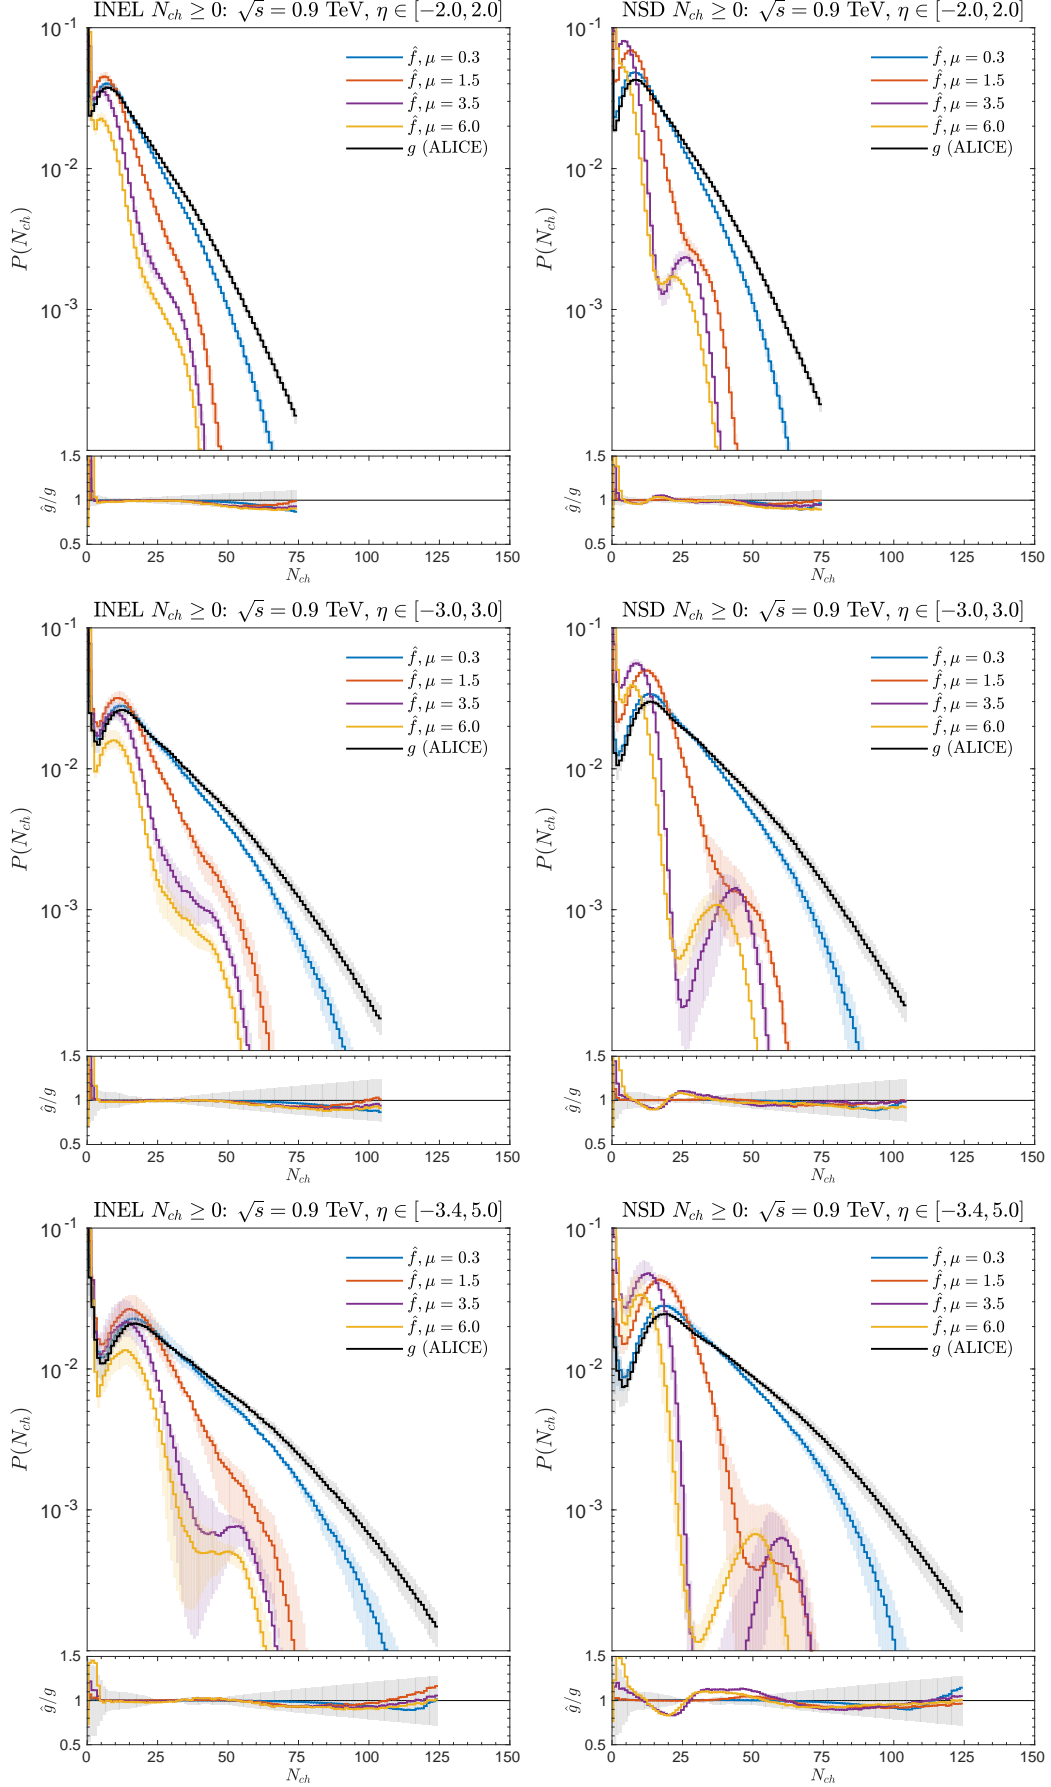 INEL N_ch ≥ 0: √s = 0.9 TeV, η ∈ [−2.0, 2.0]
10^-1
10^-2
10^-3
P(N_ch)
f̂, μ = 0.3
f̂, μ = 1.5
f̂, μ = 3.5
f̂, μ = 6.0
g (ALICE)
1.5
1
0.5
ĝ/g
0 25 50 75 100 125 150
N_ch
NSD N_ch ≥ 0: √s = 0.9 TeV, η ∈ [−2.0, 2.0]
10^-1
10^-2
10^-3
P(N_ch)
f̂, μ = 0.3
f̂, μ = 1.5
f̂, μ = 3.5
f̂, μ = 6.0
g (ALICE)
1.5
1
0.5
ĝ/g
0 25 50 75 100 125 150
N_ch
INEL N_ch ≥ 0: √s = 0.9 TeV, η ∈ [−3.0, 3.0]
10^-1
10^-2
10^-3
P(N_ch)
f̂, μ = 0.3
f̂, μ = 1.5
f̂, μ = 3.5
f̂, μ = 6.0
g (ALICE)
1.5
1
0.5
ĝ/g
0 25 50 75 100 125 150
N_ch
NSD N_ch ≥ 0: √s = 0.9 TeV, η ∈ [−3.0, 3.0]
10^-1
10^-2
10^-3
P(N_ch)
f̂, μ = 0.3
f̂, μ = 1.5
f̂, μ = 3.5
f̂, μ = 6.0
g (ALICE)
1.5
1
0.5
ĝ/g
0 25 50 75 100 125 150
N_ch
INEL N_ch ≥ 0: √s = 0.9 TeV, η ∈ [−3.4, 5.0]
10^-1
10^-2
10^-3
P(N_ch)
f̂, μ = 0.3
f̂, μ = 1.5
f̂, μ = 3.5
f̂, μ = 6.0
g (ALICE)
1.5
1
0.5
ĝ/g
0 25 50 75 100 125 150
N_ch
NSD N_ch ≥ 0: √s = 0.9 TeV, η ∈ [−3.4, 5.0]
10^-1
10^-2
10^-3
P(N_ch)
f̂, μ = 0.3
f̂, μ = 1.5
f̂, μ = 3.5
f̂, μ = 6.0
g (ALICE)
1.5
1
0.5
ĝ/g
0 25 50 75 100 125 150
N_ch